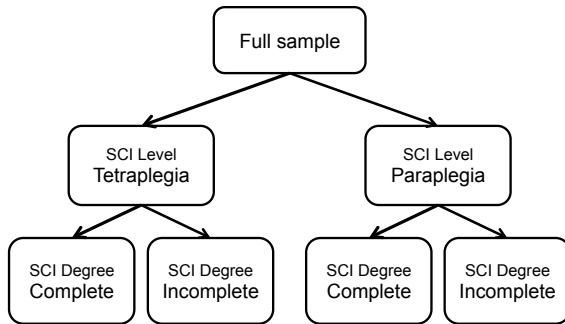 Full sample
SCI Level
Tetraplegia
SCI Level
Paraplegia
SCI Degree
Complete
SCI Degree
Incomplete
SCI Degree
Complete
SCI Degree
Incomplete